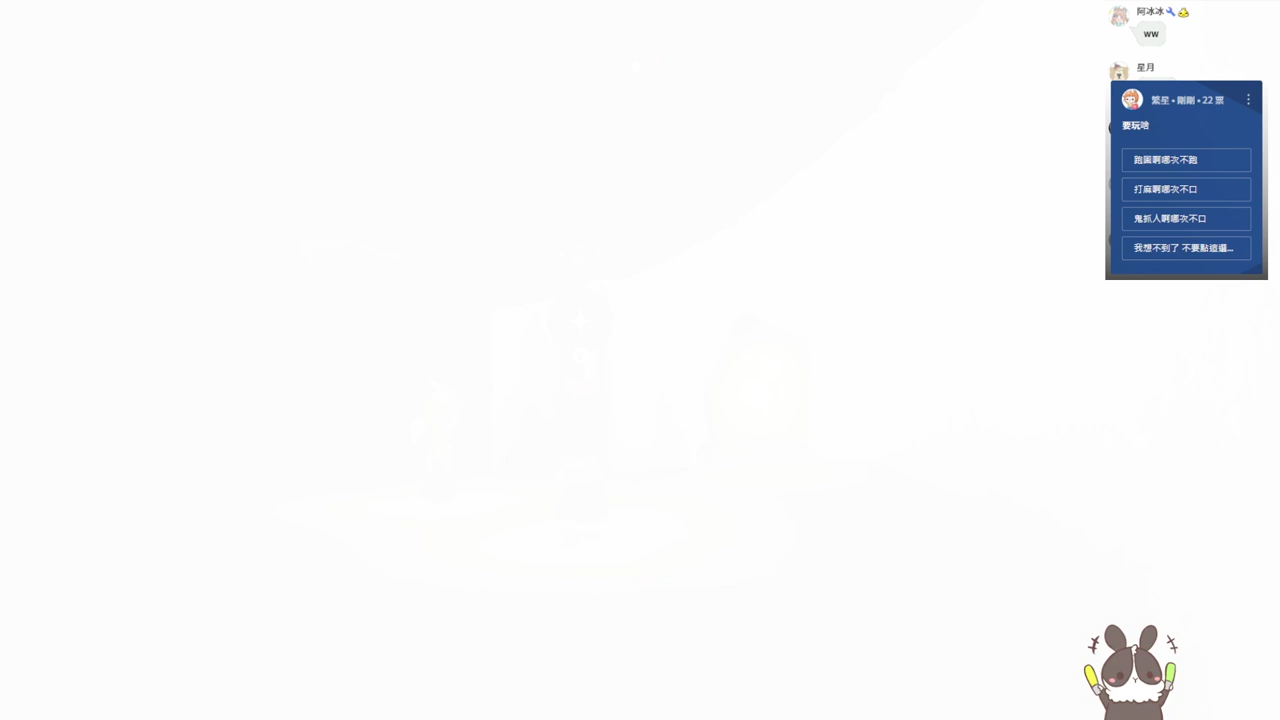 阿冰冰
ww
星月
繁星 • 剛剛 • 22 票
要玩啥
跑圖啊哪次不跑
打麻啊哪次不口
鬼抓人啊哪次不口
我想不到了 不要點這選...